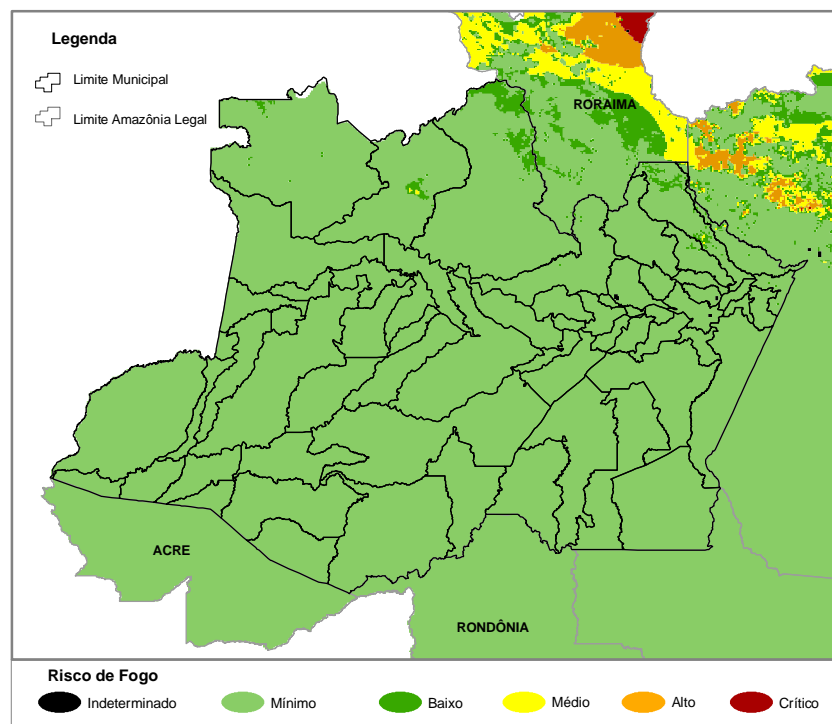 Legenda
Limite Municipal
Limite Amazônia Legal
RORAIMA
ACRE
RONDÔNIA
Risco de Fogo
Indeterminado Mínimo Baixo Médio Alto Crítico